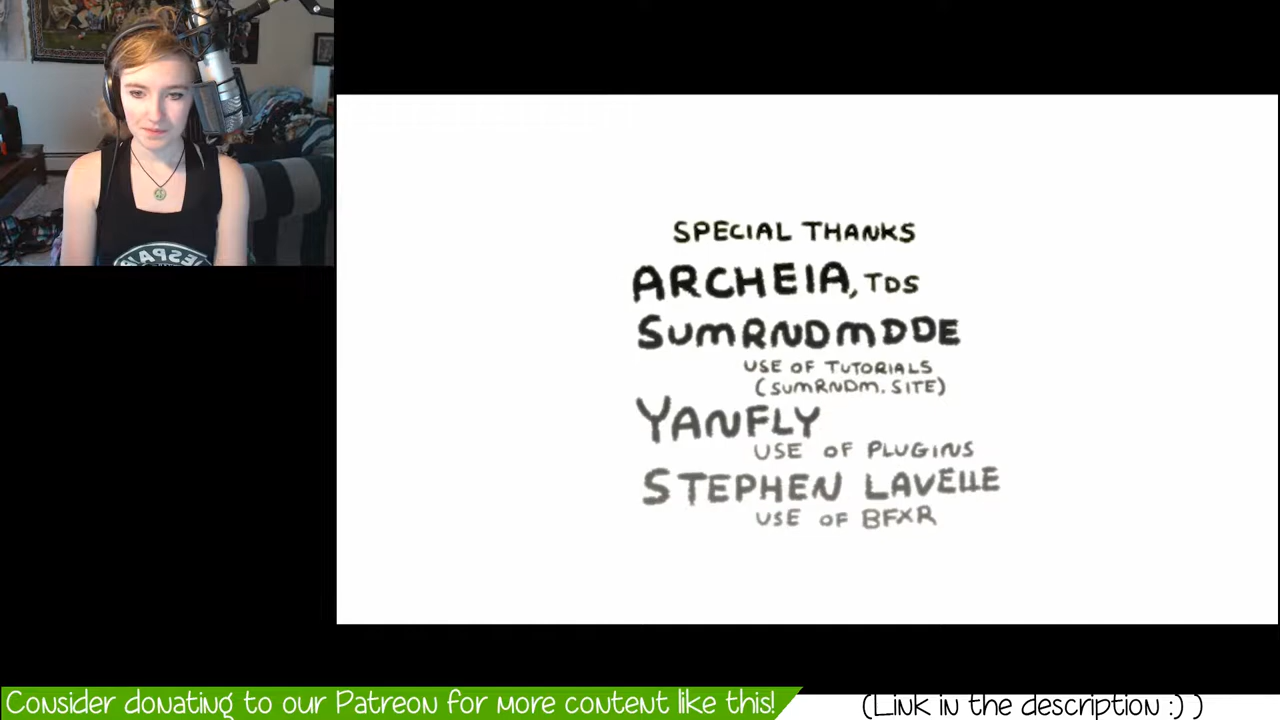 SPECIAL THANKS
ARCHEIA, TDS
SUMRNDMDDE
USE OF TUTORIALS
(SUMRNDM.SITE)
YANFLY
USE OF PLUGINS
STEPHEN LAVELLE
USE OF BFXR
Consider donating to our Patreon for more content like this!
(Link in the description :) )